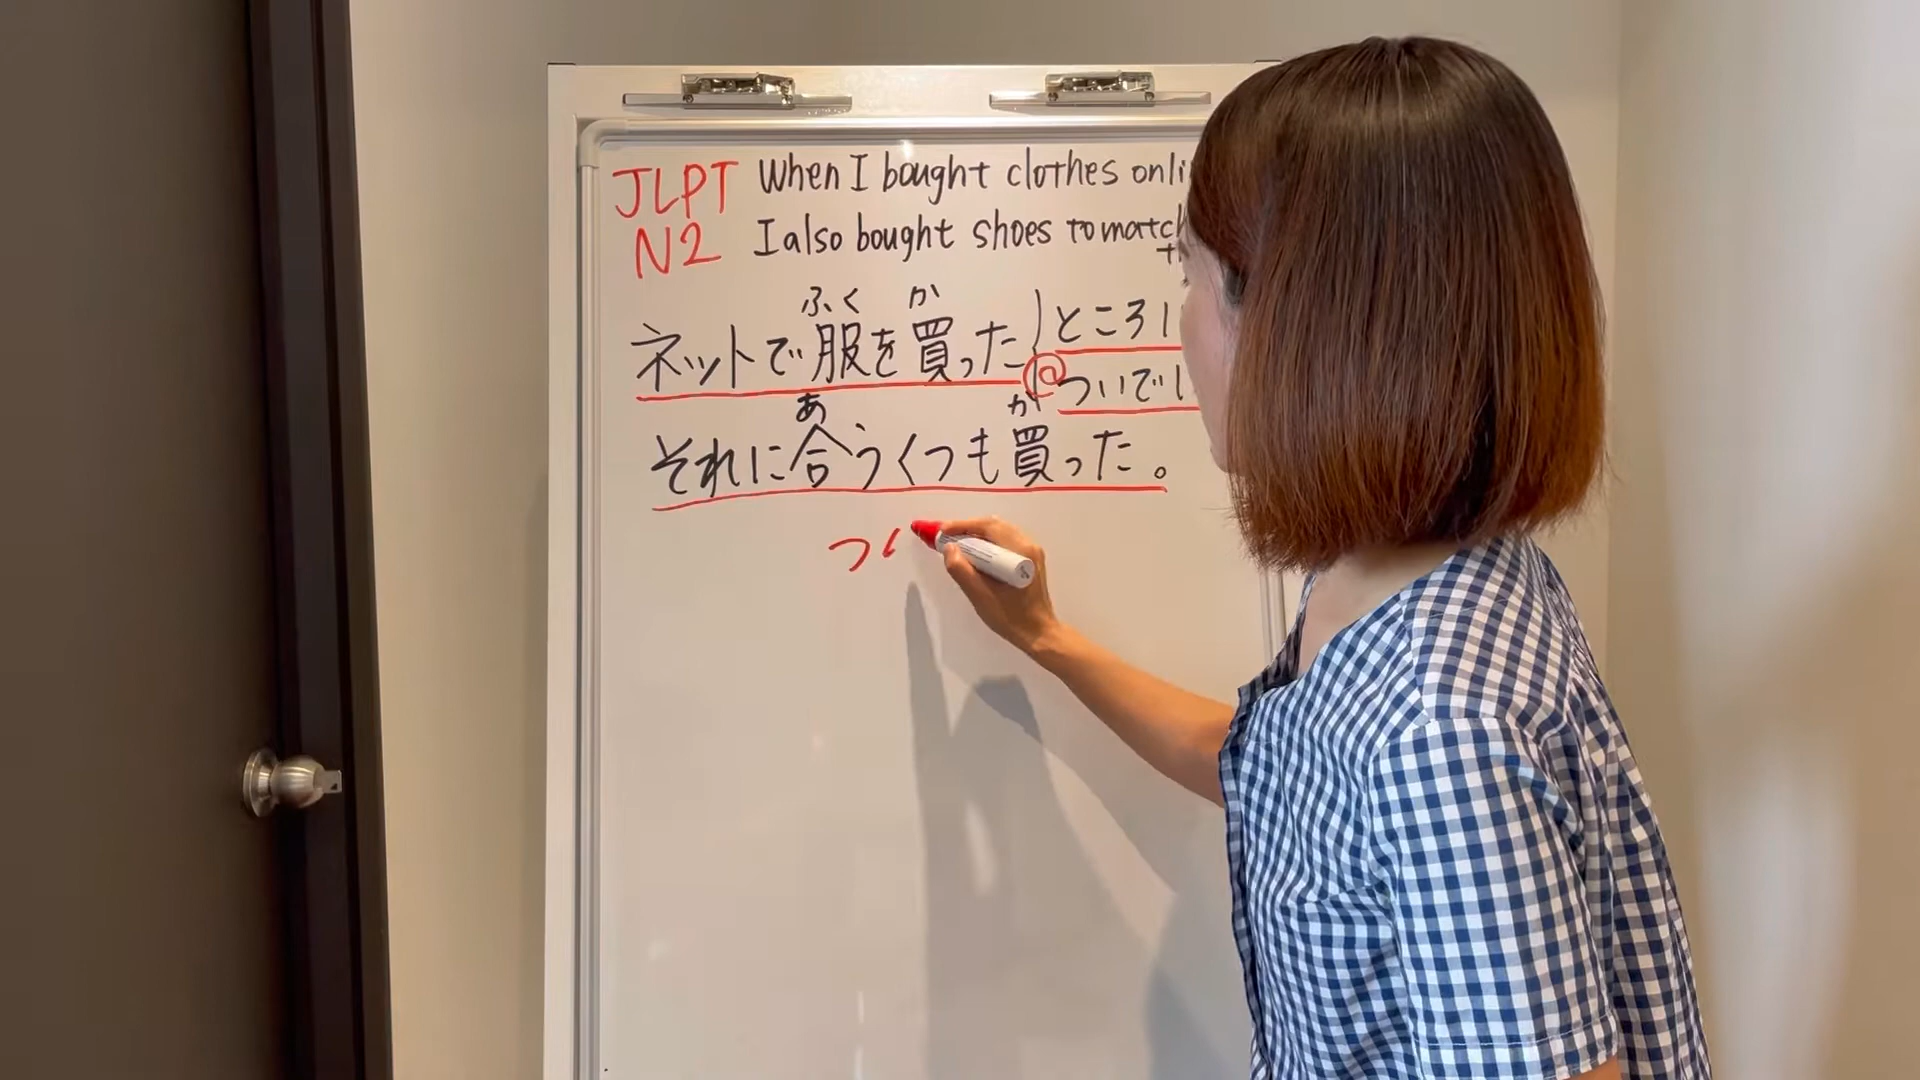 JLPT
N2
When I bought clothes onli
I also bought shoes to match
ふく か
ネットで服を買った
ところに
@ついでに
あ か
それに合うくつも買った。
つ